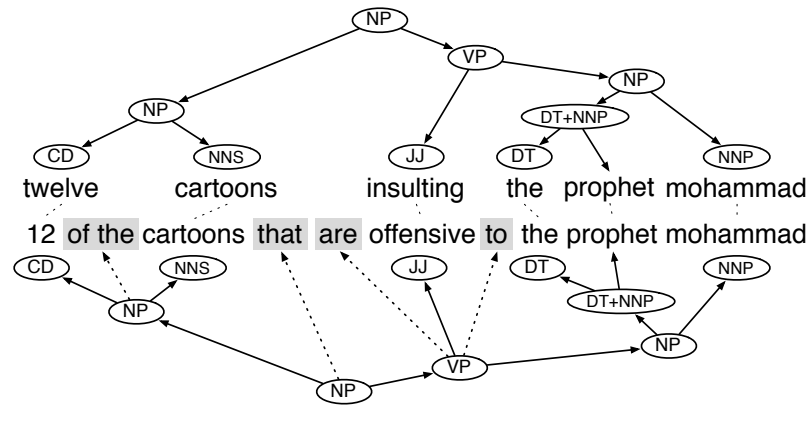 NP
VP
NP
NP
DT+NNP
CD NNS JJ DT NNP
twelve cartoons insulting the prophet mohammad
12 of the cartoons that are offensive to the prophet mohammad
CD NNS JJ DT NNP
DT+NNP
NP
NP
VP
NP